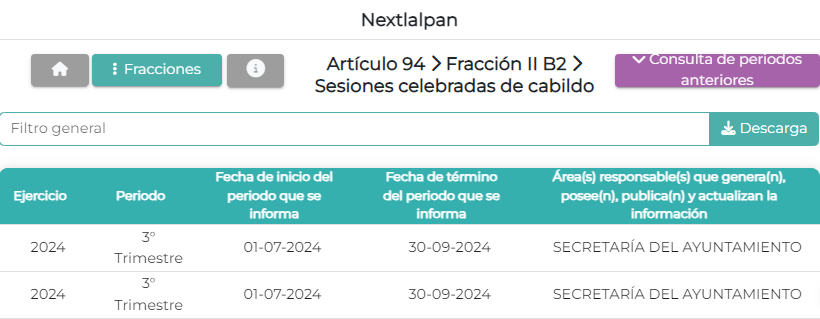 Nextlalpan
Fracciones
Artículo 94 > Fracción II B2 >
Sesiones celebradas de cabildo
Consulta de periodos
anteriores
Filtro general
Descarga
Ejercicio
Periodo
Fecha de inicio del
periodo que se
informa
Fecha de término
del periodo que se
informa
Área(s) responsable(s) que genera(n),
posee(n), publica(n) y actualizan la
información
2024
3°
Trimestre
01-07-2024
30-09-2024
SECRETARÍA DEL AYUNTAMIENTO
2024
3°
Trimestre
01-07-2024
30-09-2024
SECRETARÍA DEL AYUNTAMIENTO